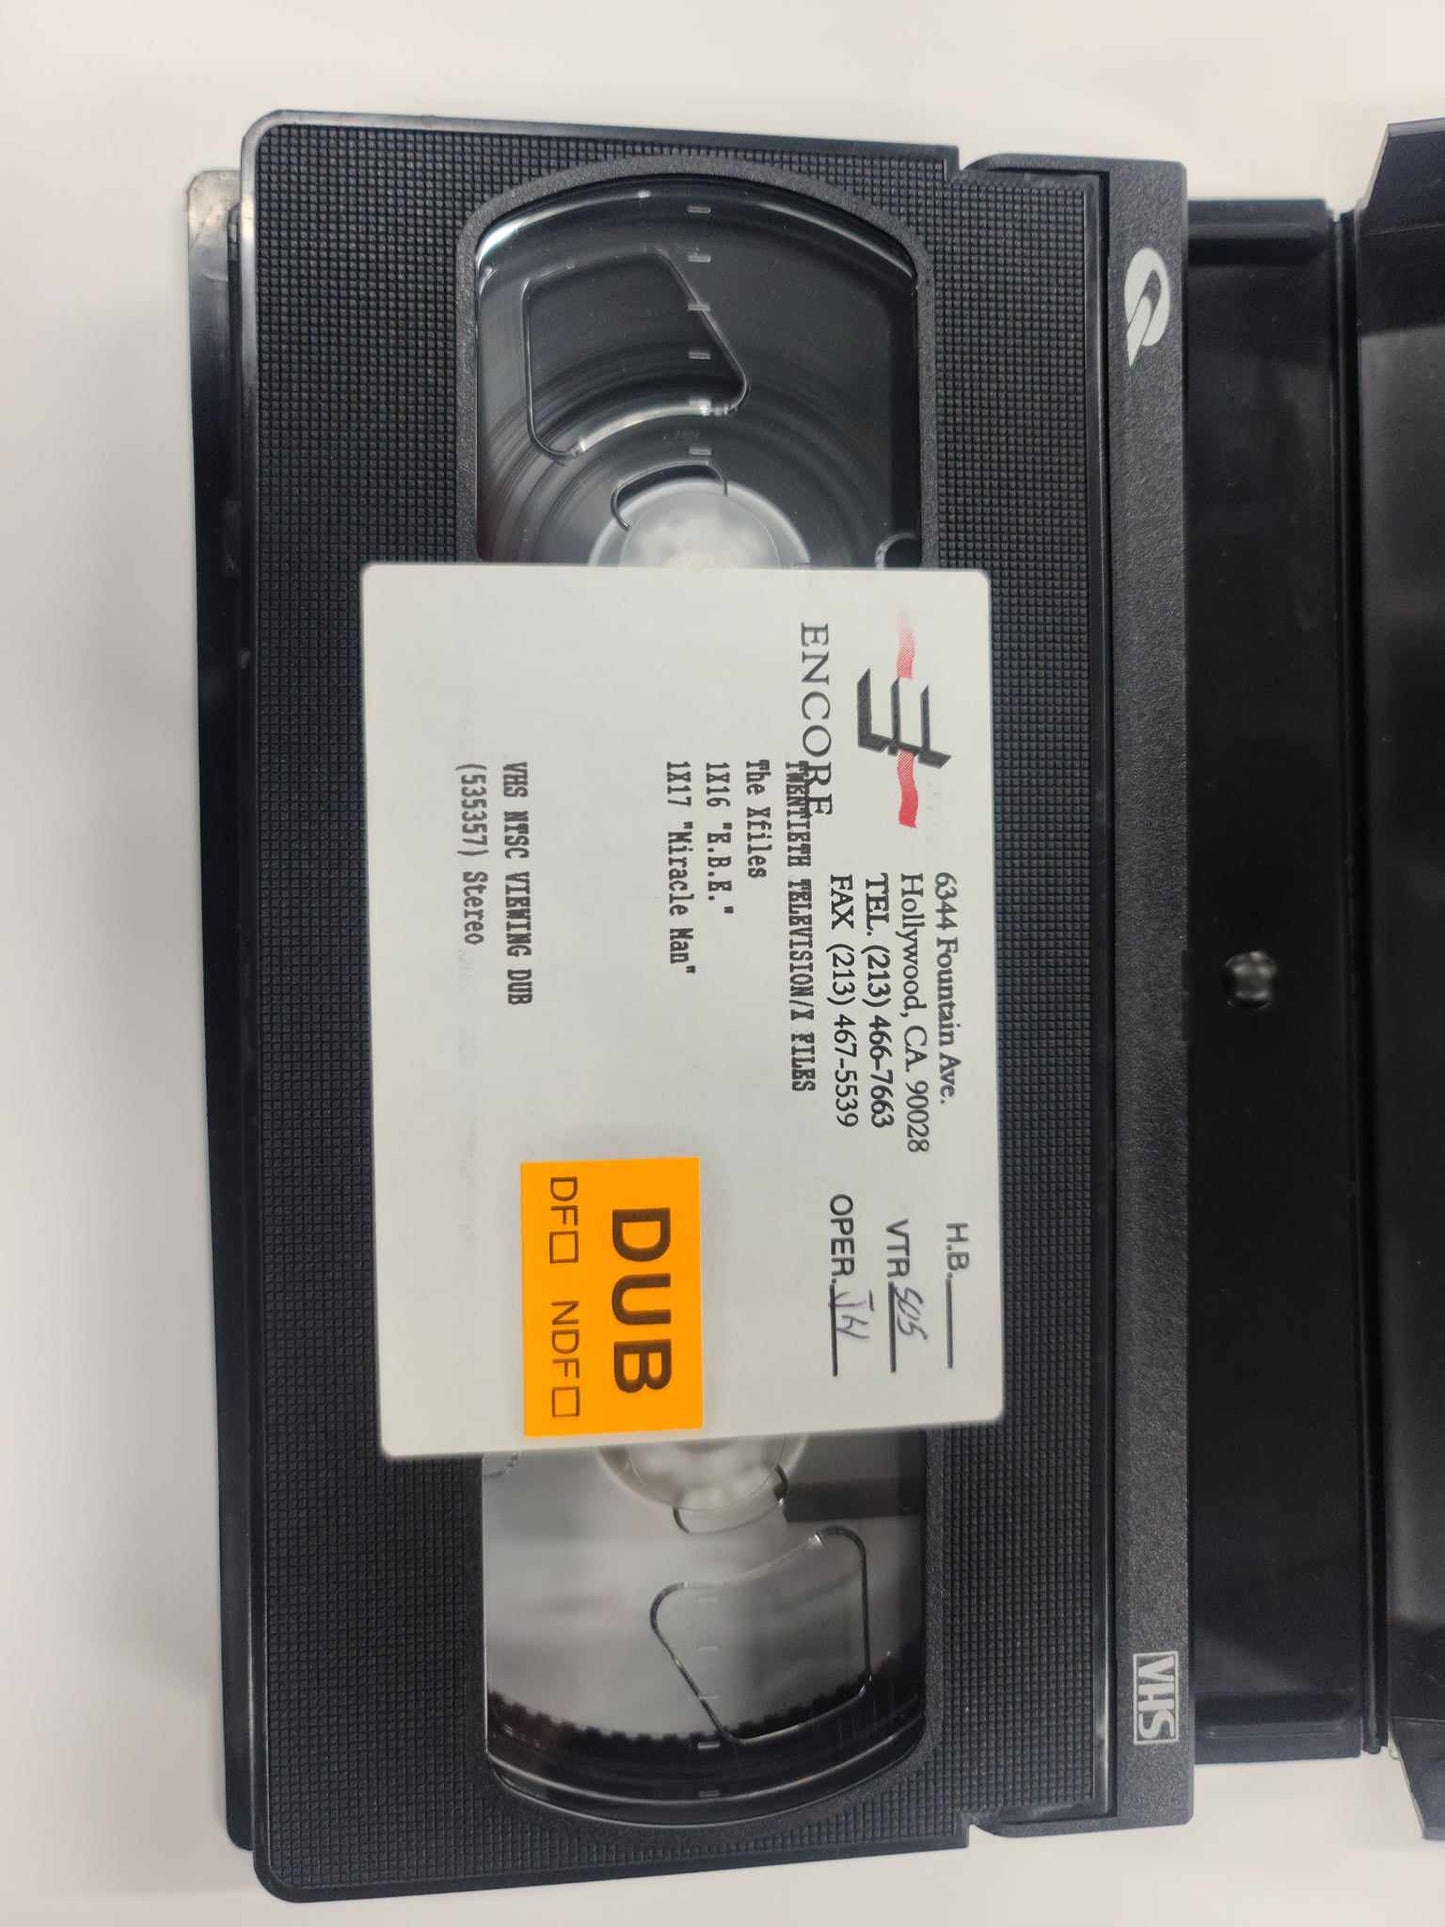 ENCORE
6344 Fountain Ave.
Hollywood, CA. 90028
TEL. (213) 466-7663
FAX (213) 467-5539
H.B.
VTR 505
OPER. JH
TWENTIETH TELEVISION/X FILES
The Xfiles
1X16 "E.B.E."
1X17 "Miracle Man"
VHS NTSC VIEWING DUB
(535357) Stereo
DUB
DF□ NDF□
VHS